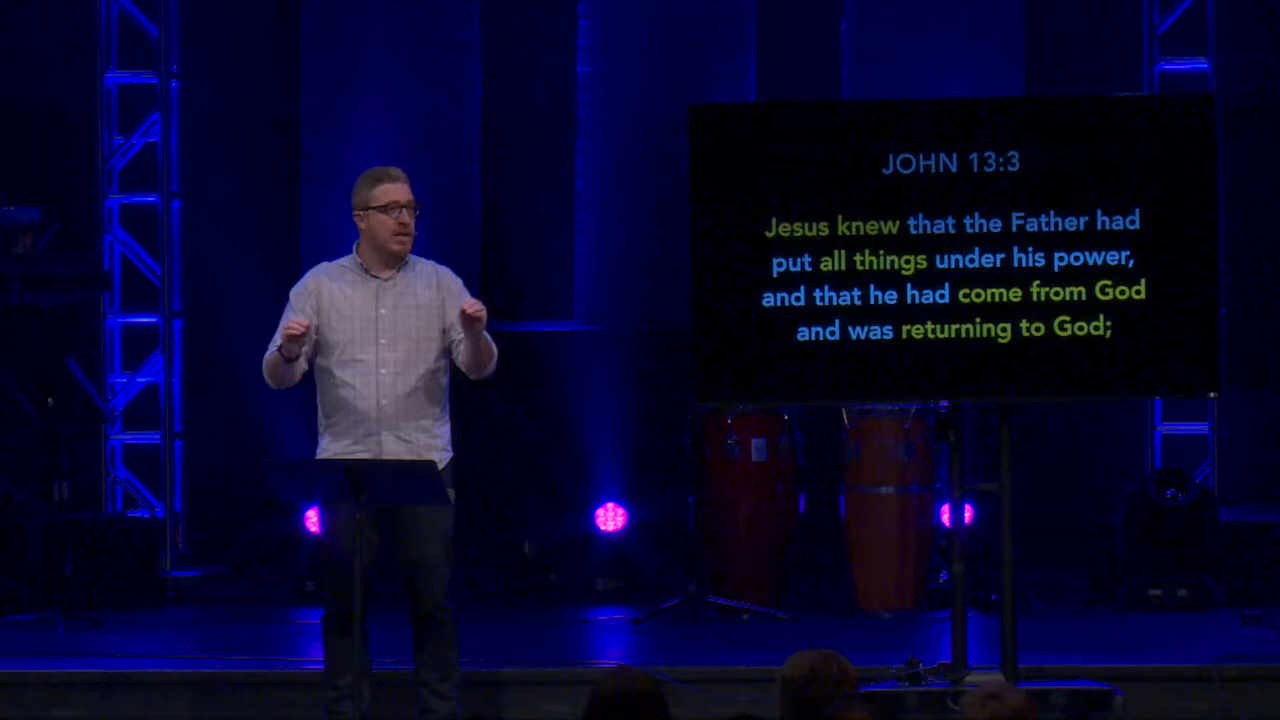 JOHN 13:3
Jesus knew that the Father had
put all things under his power,
and that he had come from God
and was returning to God;